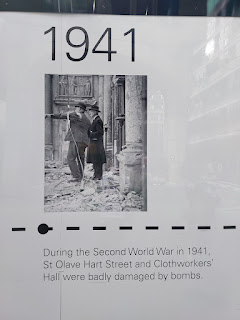 1941
During the Second World War in 1941,
St Olave Hart Street and Clothworkers'
Hall were badly damaged by bombs.